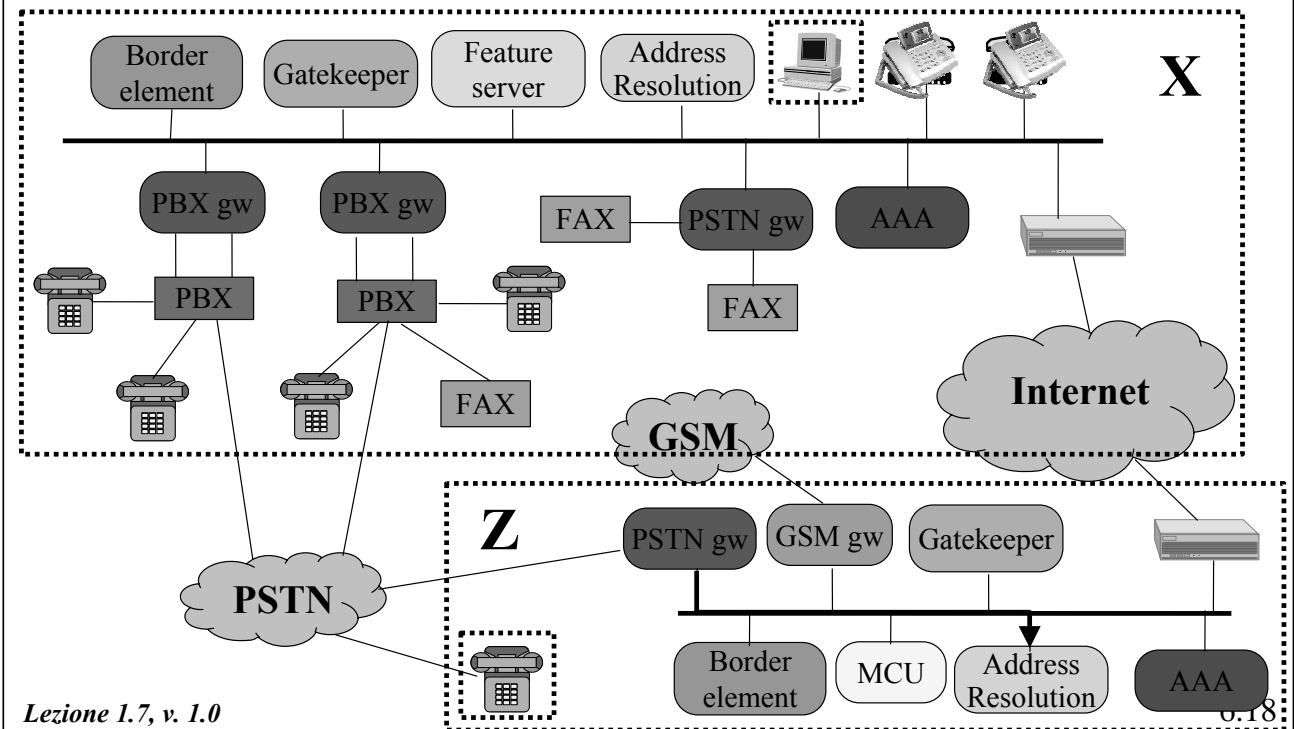 Border
element
Gatekeeper
Feature
server
Address
Resolution
X
PBX gw
PBX gw
FAX
PSTN gw
AAA
PBX
PBX
FAX
FAX
Internet
GSM
Z
PSTN gw
GSM gw
Gatekeeper
PSTN
Border
element
MCU
Address
Resolution
AAA
Lezione 1.7, v. 1.0
6.18